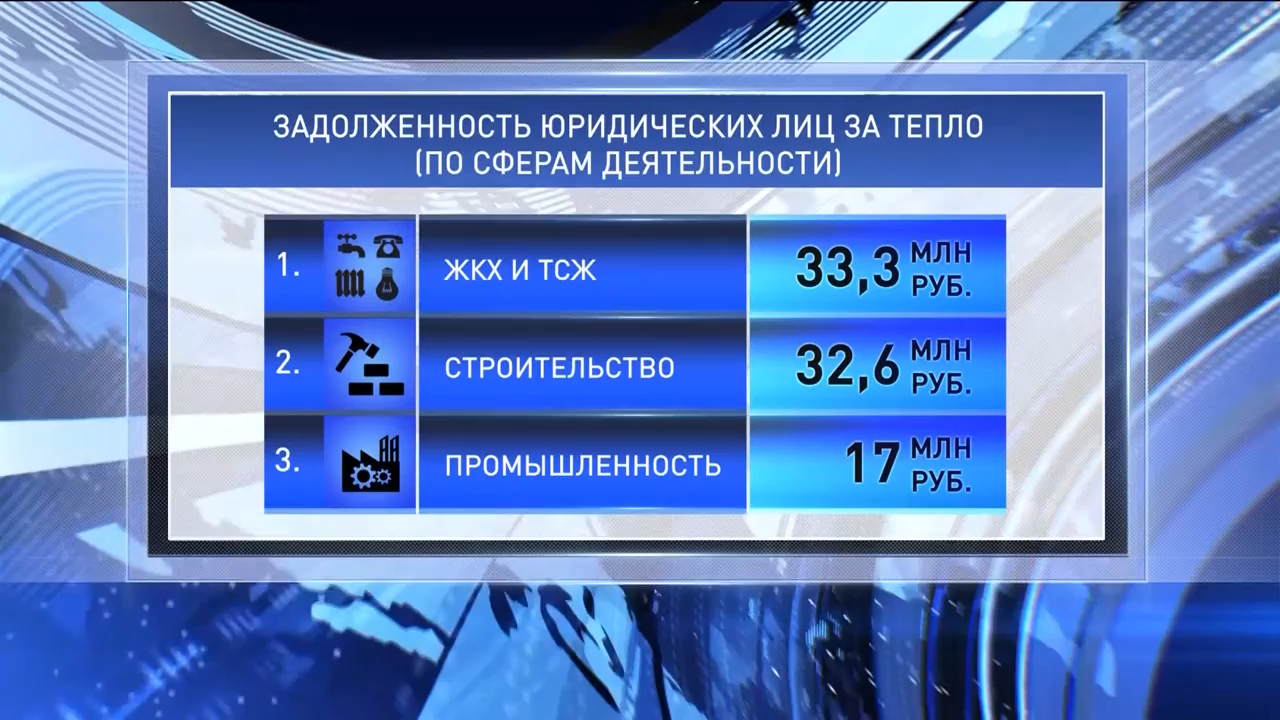 ЗАДОЛЖЕННОСТЬ ЮРИДИЧЕСКИХ ЛИЦ ЗА ТЕПЛО
(ПО СФЕРАМ ДЕЯТЕЛЬНОСТИ)
1. ЖКХ И ТСЖ 33,3 МЛН РУБ.
2. СТРОИТЕЛЬСТВО 32,6 МЛН РУБ.
3. ПРОМЫШЛЕННОСТЬ 17 МЛН РУБ.